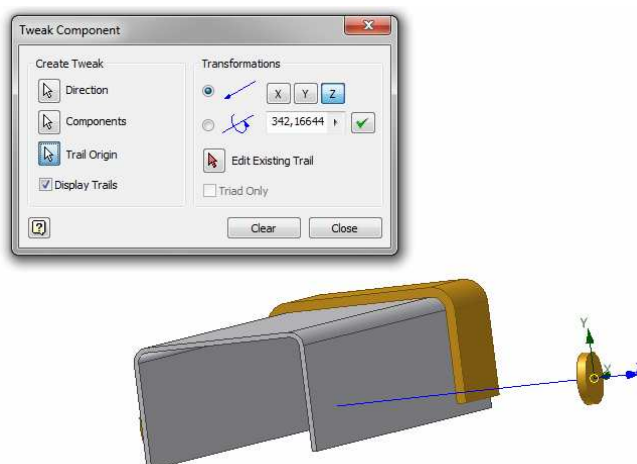 Tweak Component
Create Tweak
Direction
Components
Trail Origin
Display Trails
Transformations
X Y Z
342,16644
Edit Existing Trail
Triad Only
?
Clear Close
Y
X